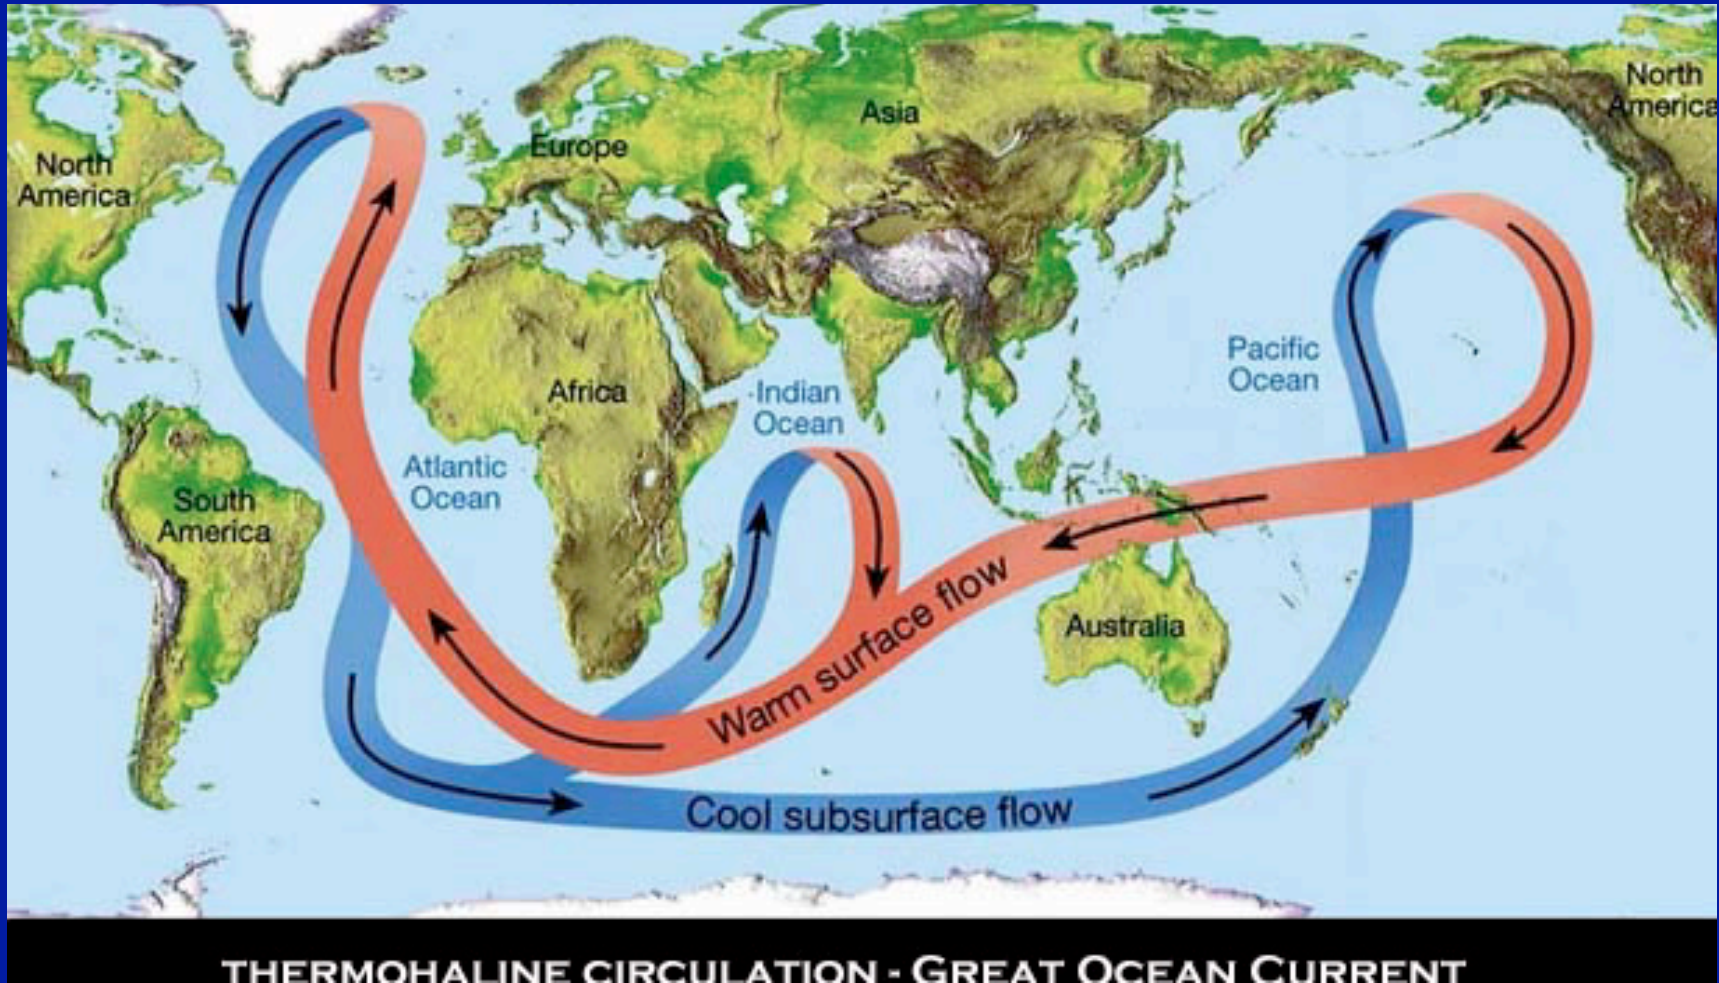 North
America
Asia
Europe
North
America
Pacific
Ocean
Africa
Indian
Ocean
Atlantic
Ocean
South
America
Warm surface flow
Australia
Cool subsurface flow
THERMOHALINE CIRCULATION - GREAT OCEAN CURRENT